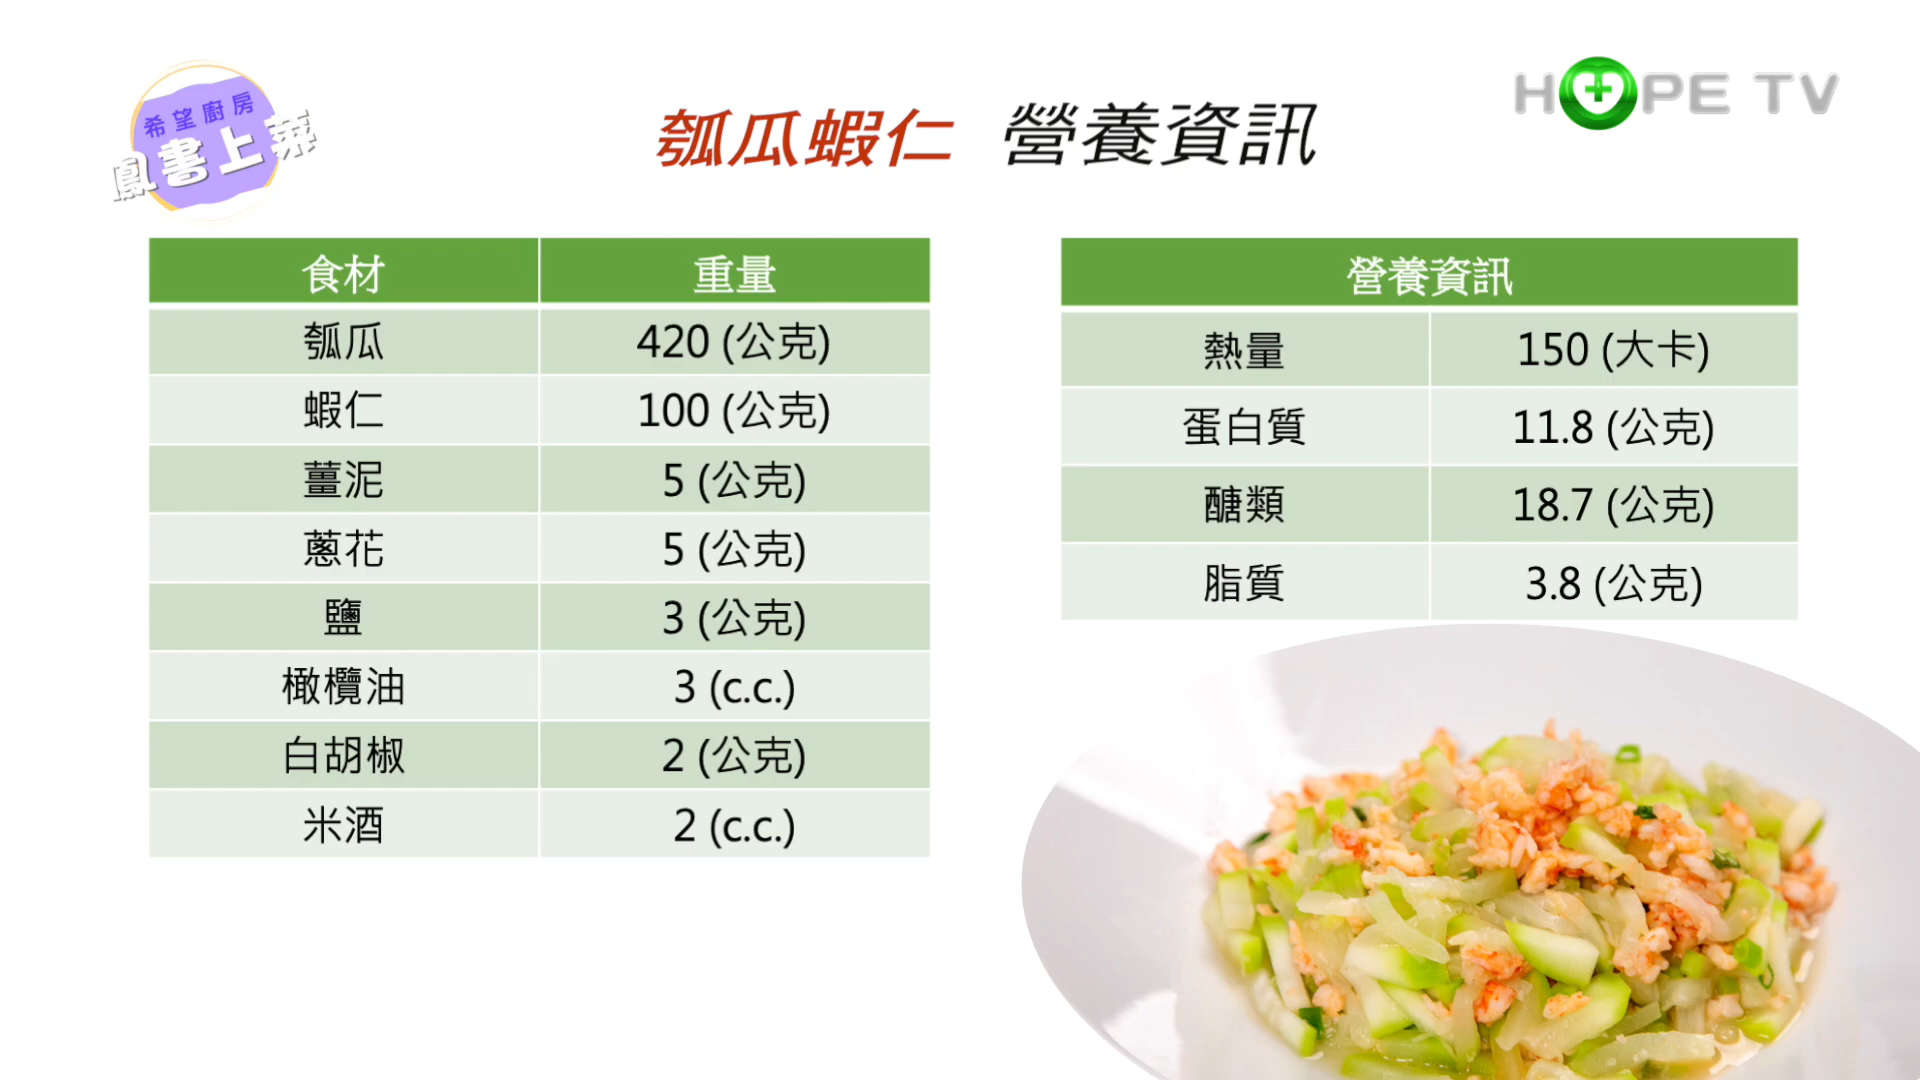 希望廚房
鳳書上菜
瓠瓜蝦仁 營養資訊
HOPE TV
食材 重量
瓠瓜 420 (公克)
蝦仁 100 (公克)
薑泥 5 (公克)
蔥花 5 (公克)
鹽 3 (公克)
橄欖油 3 (c.c.)
白胡椒 2 (公克)
米酒 2 (c.c.)
營養資訊
熱量 150 (大卡)
蛋白質 11.8 (公克)
醣類 18.7 (公克)
脂質 3.8 (公克)